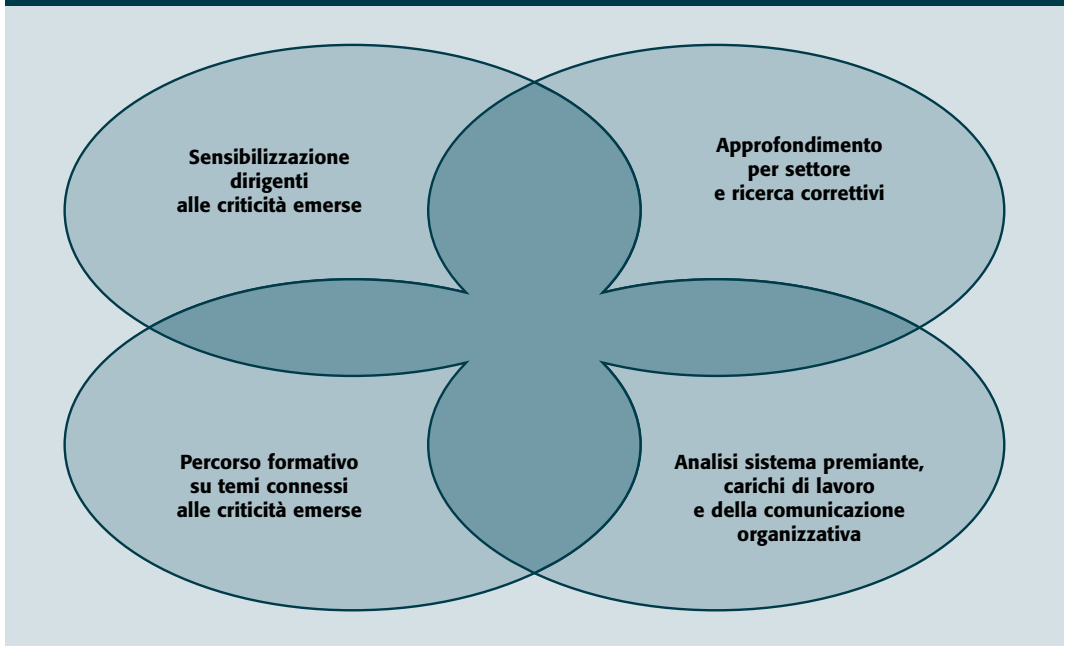 Sensibilizzazione
dirigenti
alle criticità emerse
Approfondimento
per settore
e ricerca correttivi
Percorso formativo
su temi connessi
alle criticità emerse
Analisi sistema premiante,
carichi di lavoro
e della comunicazione
organizzativa